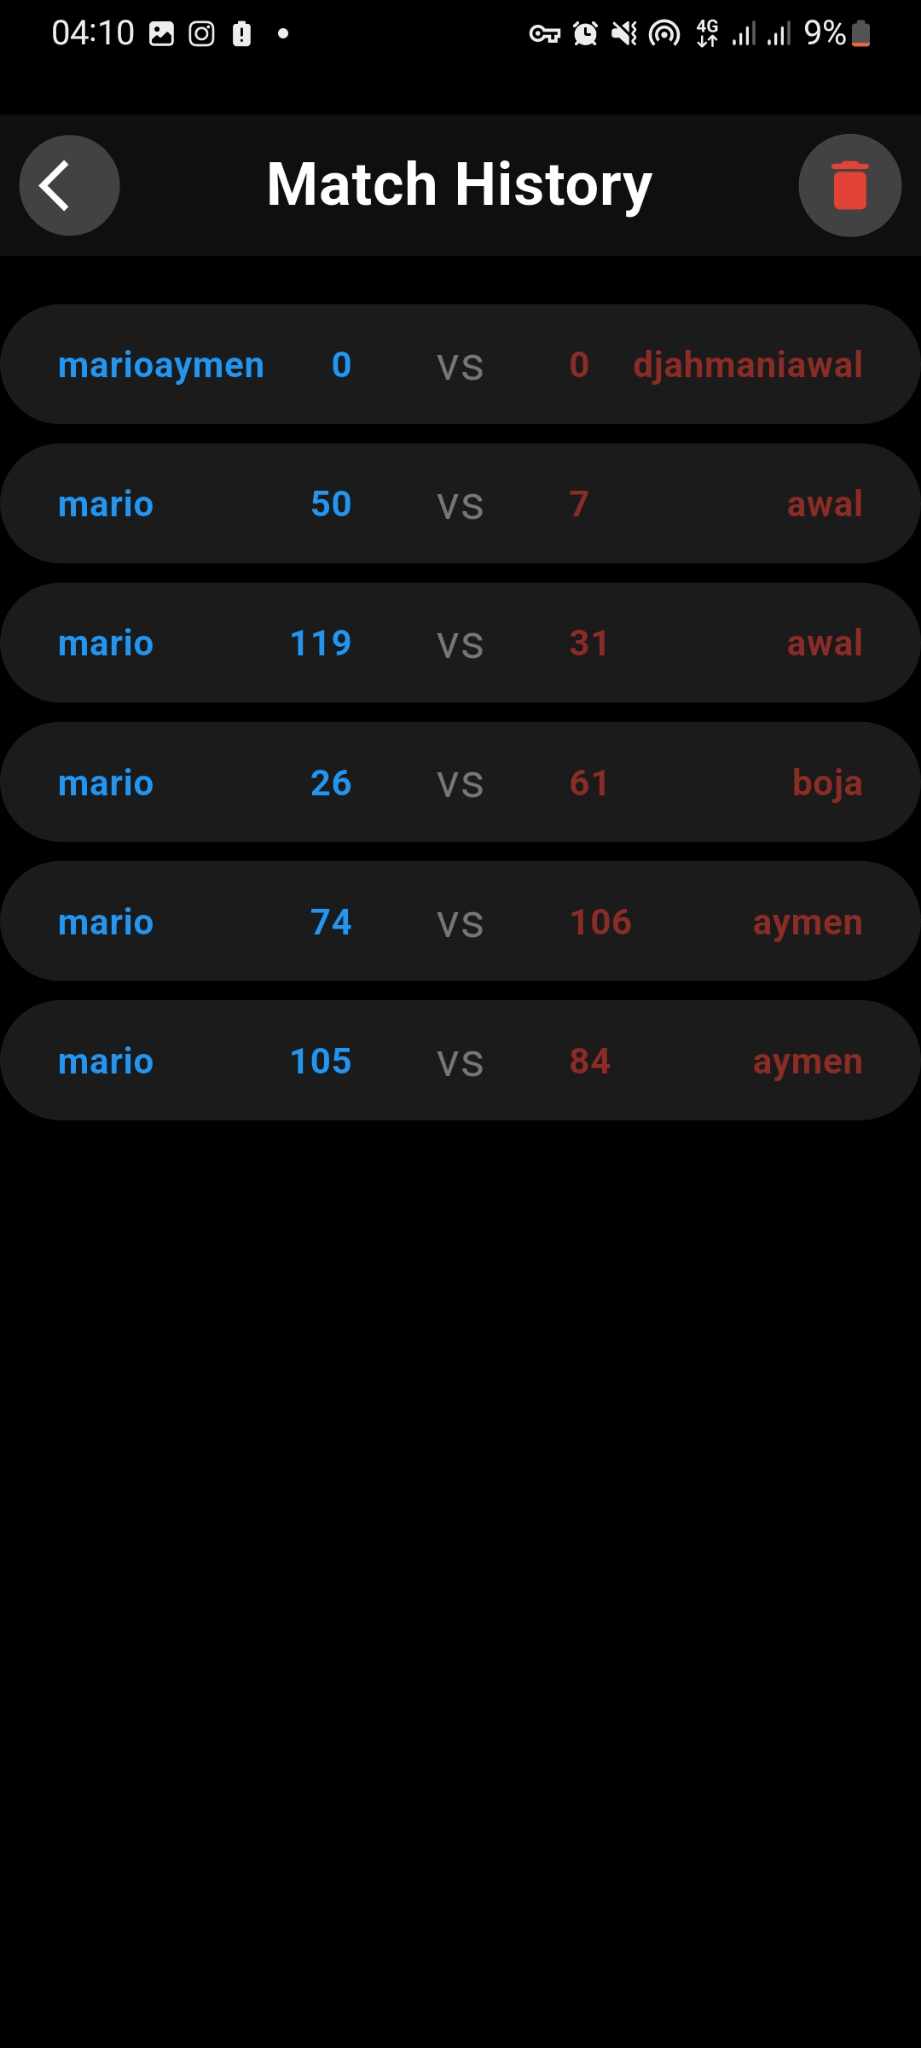 04:10 4G 9%
Match History
marioaymen 0 vs 0 djahmaniawal
mario 50 vs 7 awal
mario 119 vs 31 awal
mario 26 vs 61 boja
mario 74 vs 106 aymen
mario 105 vs 84 aymen